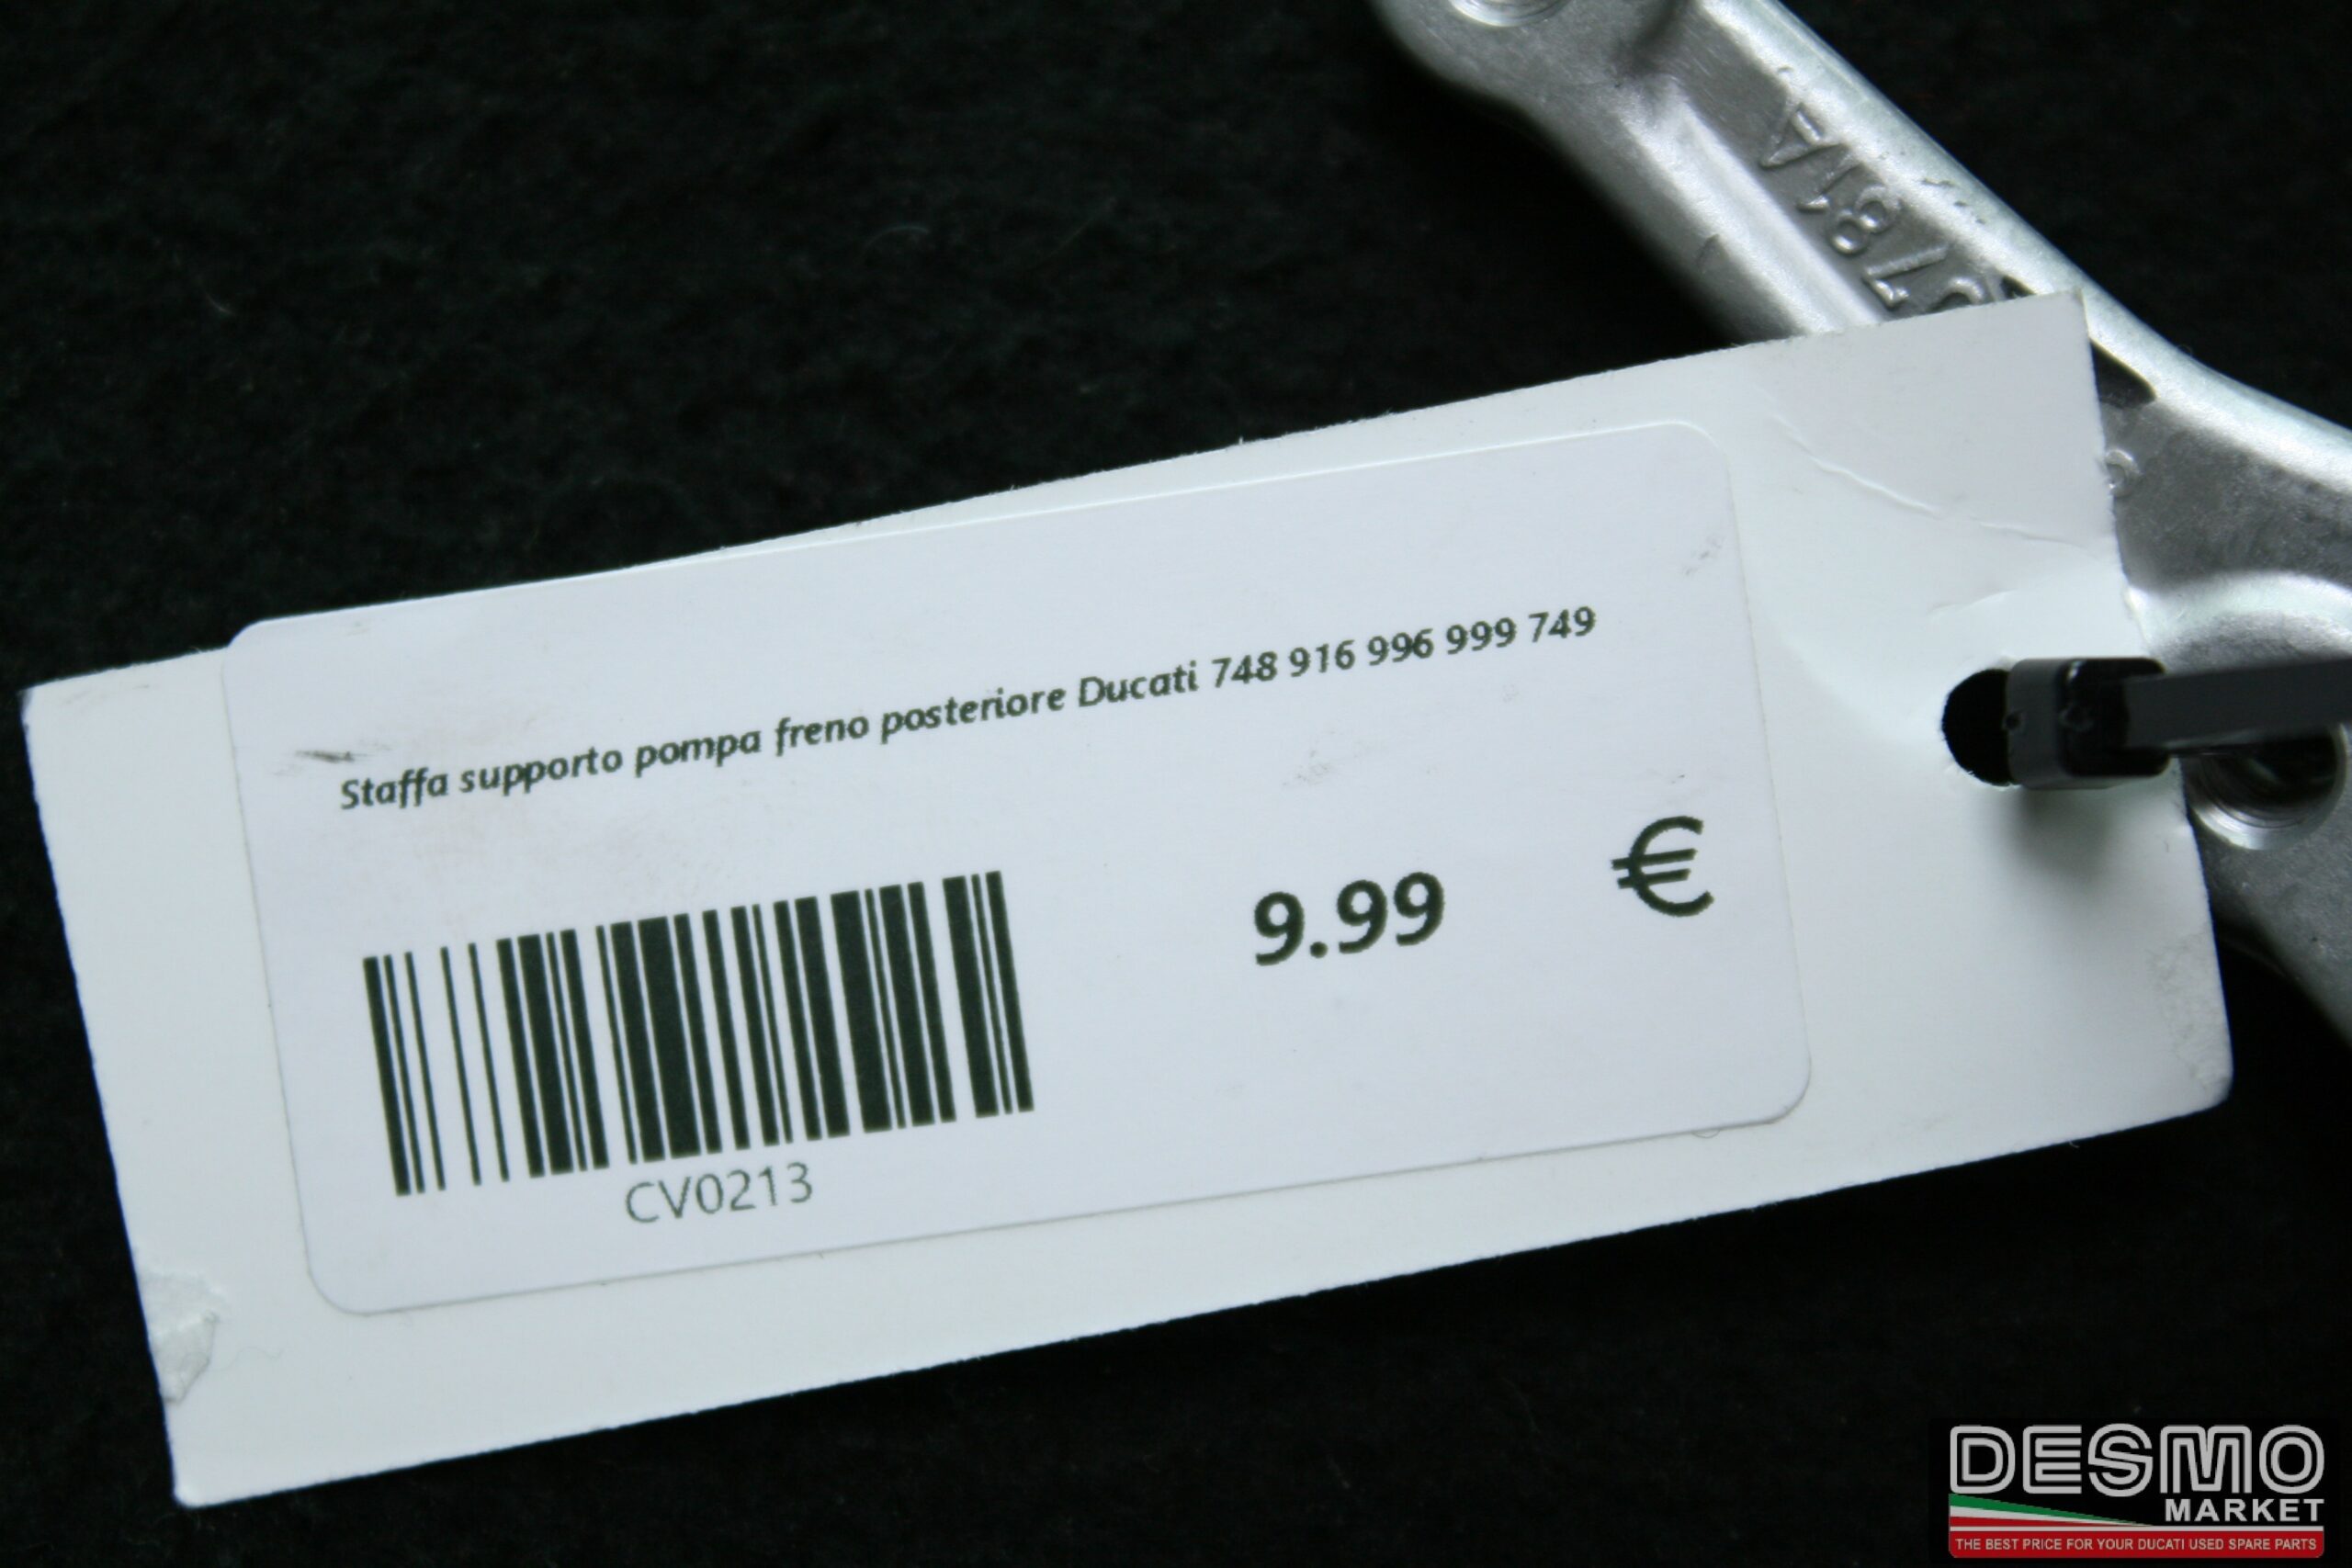 781A
Staffa supporto pompa freno posteriore Ducati 748 916 996 999 749
9.99 €
CV0213
DESMO
MARKET
THE BEST PRICE FOR YOUR DUCATI USED SPARE PARTS